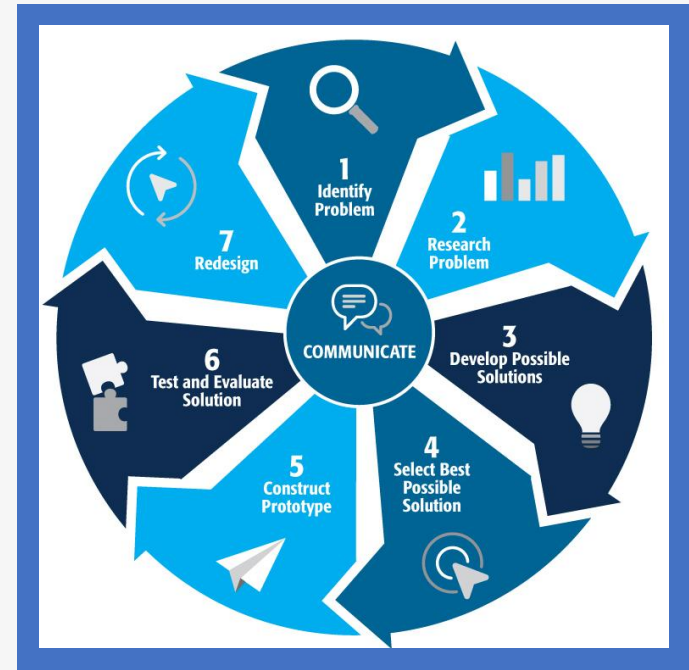 1
Identify
Problem
2
Research
Problem
3
Develop Possible
Solutions
4
Select Best
Possible
Solution
5
Construct
Prototype
6
Test and Evaluate
Solution
7
Redesign
COMMUNICATE